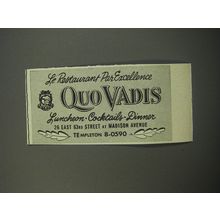 Le Restaurant Par Excellence
QUO VADIS
Luncheon - Cocktails - Dinner
26 EAST 63RD STREET AT MADISON AVENUE
TEMPLETON 8-0590